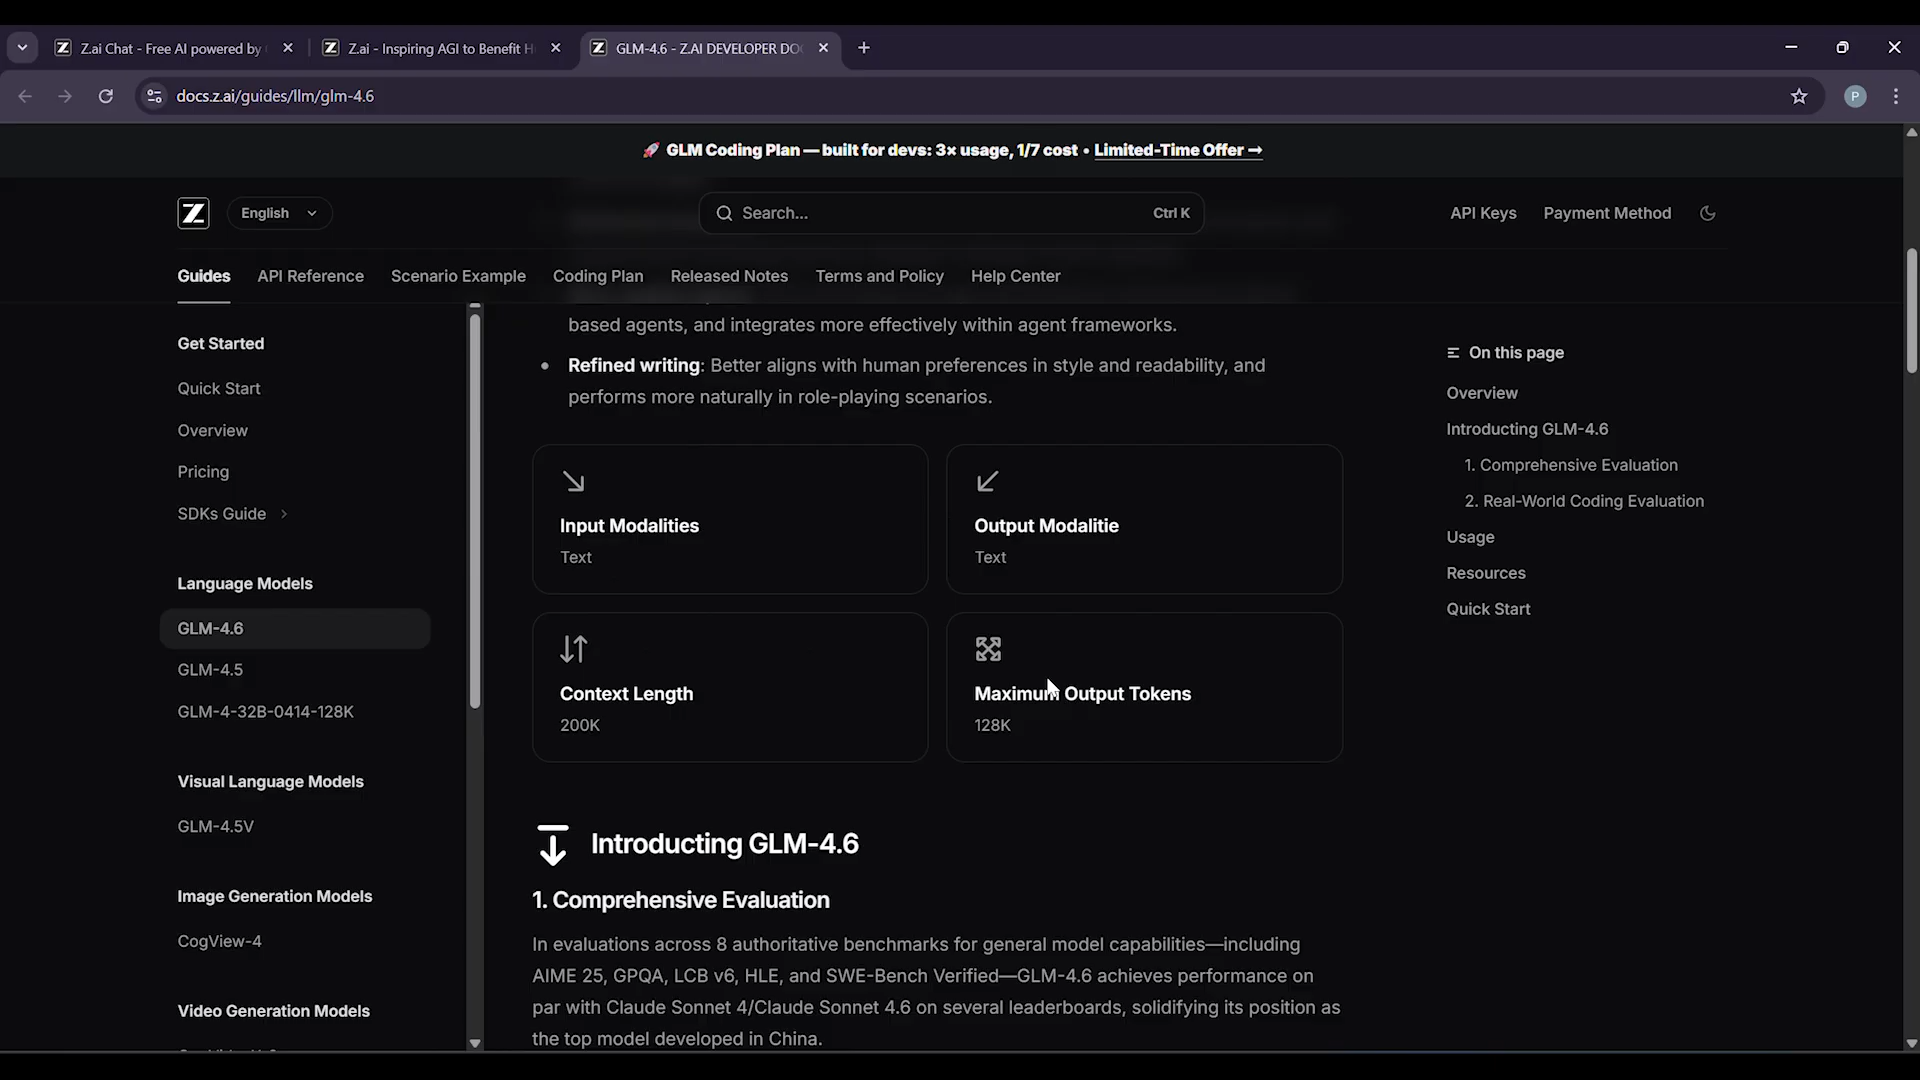 Z.ai Chat - Free AI powered by
Z.ai - Inspiring AGI to Benefit H
GLM-4.6 - Z.AI DEVELOPER DO
docs.z.ai/guides/llm/glm-4.6
P
🚀 GLM Coding Plan — built for devs: 3× usage, 1/7 cost • Limited-Time Offer →
English
Search...
Ctrl K
API Keys
Payment Method
Guides
API Reference
Scenario Example
Coding Plan
Released Notes
Terms and Policy
Help Center
Get Started
Quick Start
Overview
Pricing
SDKs Guide
Language Models
GLM-4.6
GLM-4.5
GLM-4-32B-0414-128K
Visual Language Models
GLM-4.5V
Image Generation Models
CogView-4
Video Generation Models
based agents, and integrates more effectively within agent frameworks.
• Refined writing: Better aligns with human preferences in style and readability, and
performs more naturally in role-playing scenarios.
Input Modalities
Text
Output Modalitie
Text
Context Length
200K
Maximum Output Tokens
128K
Introducing GLM-4.6
1. Comprehensive Evaluation
In evaluations across 8 authoritative benchmarks for general model capabilities—including
AIME 25, GPQA, LCB v6, HLE, and SWE-Bench Verified—GLM-4.6 achieves performance on
par with Claude Sonnet 4/Claude Sonnet 4.6 on several leaderboards, solidifying its position as
the top model developed in China.
On this page
Overview
Introducing GLM-4.6
1. Comprehensive Evaluation
2. Real-World Coding Evaluation
Usage
Resources
Quick Start